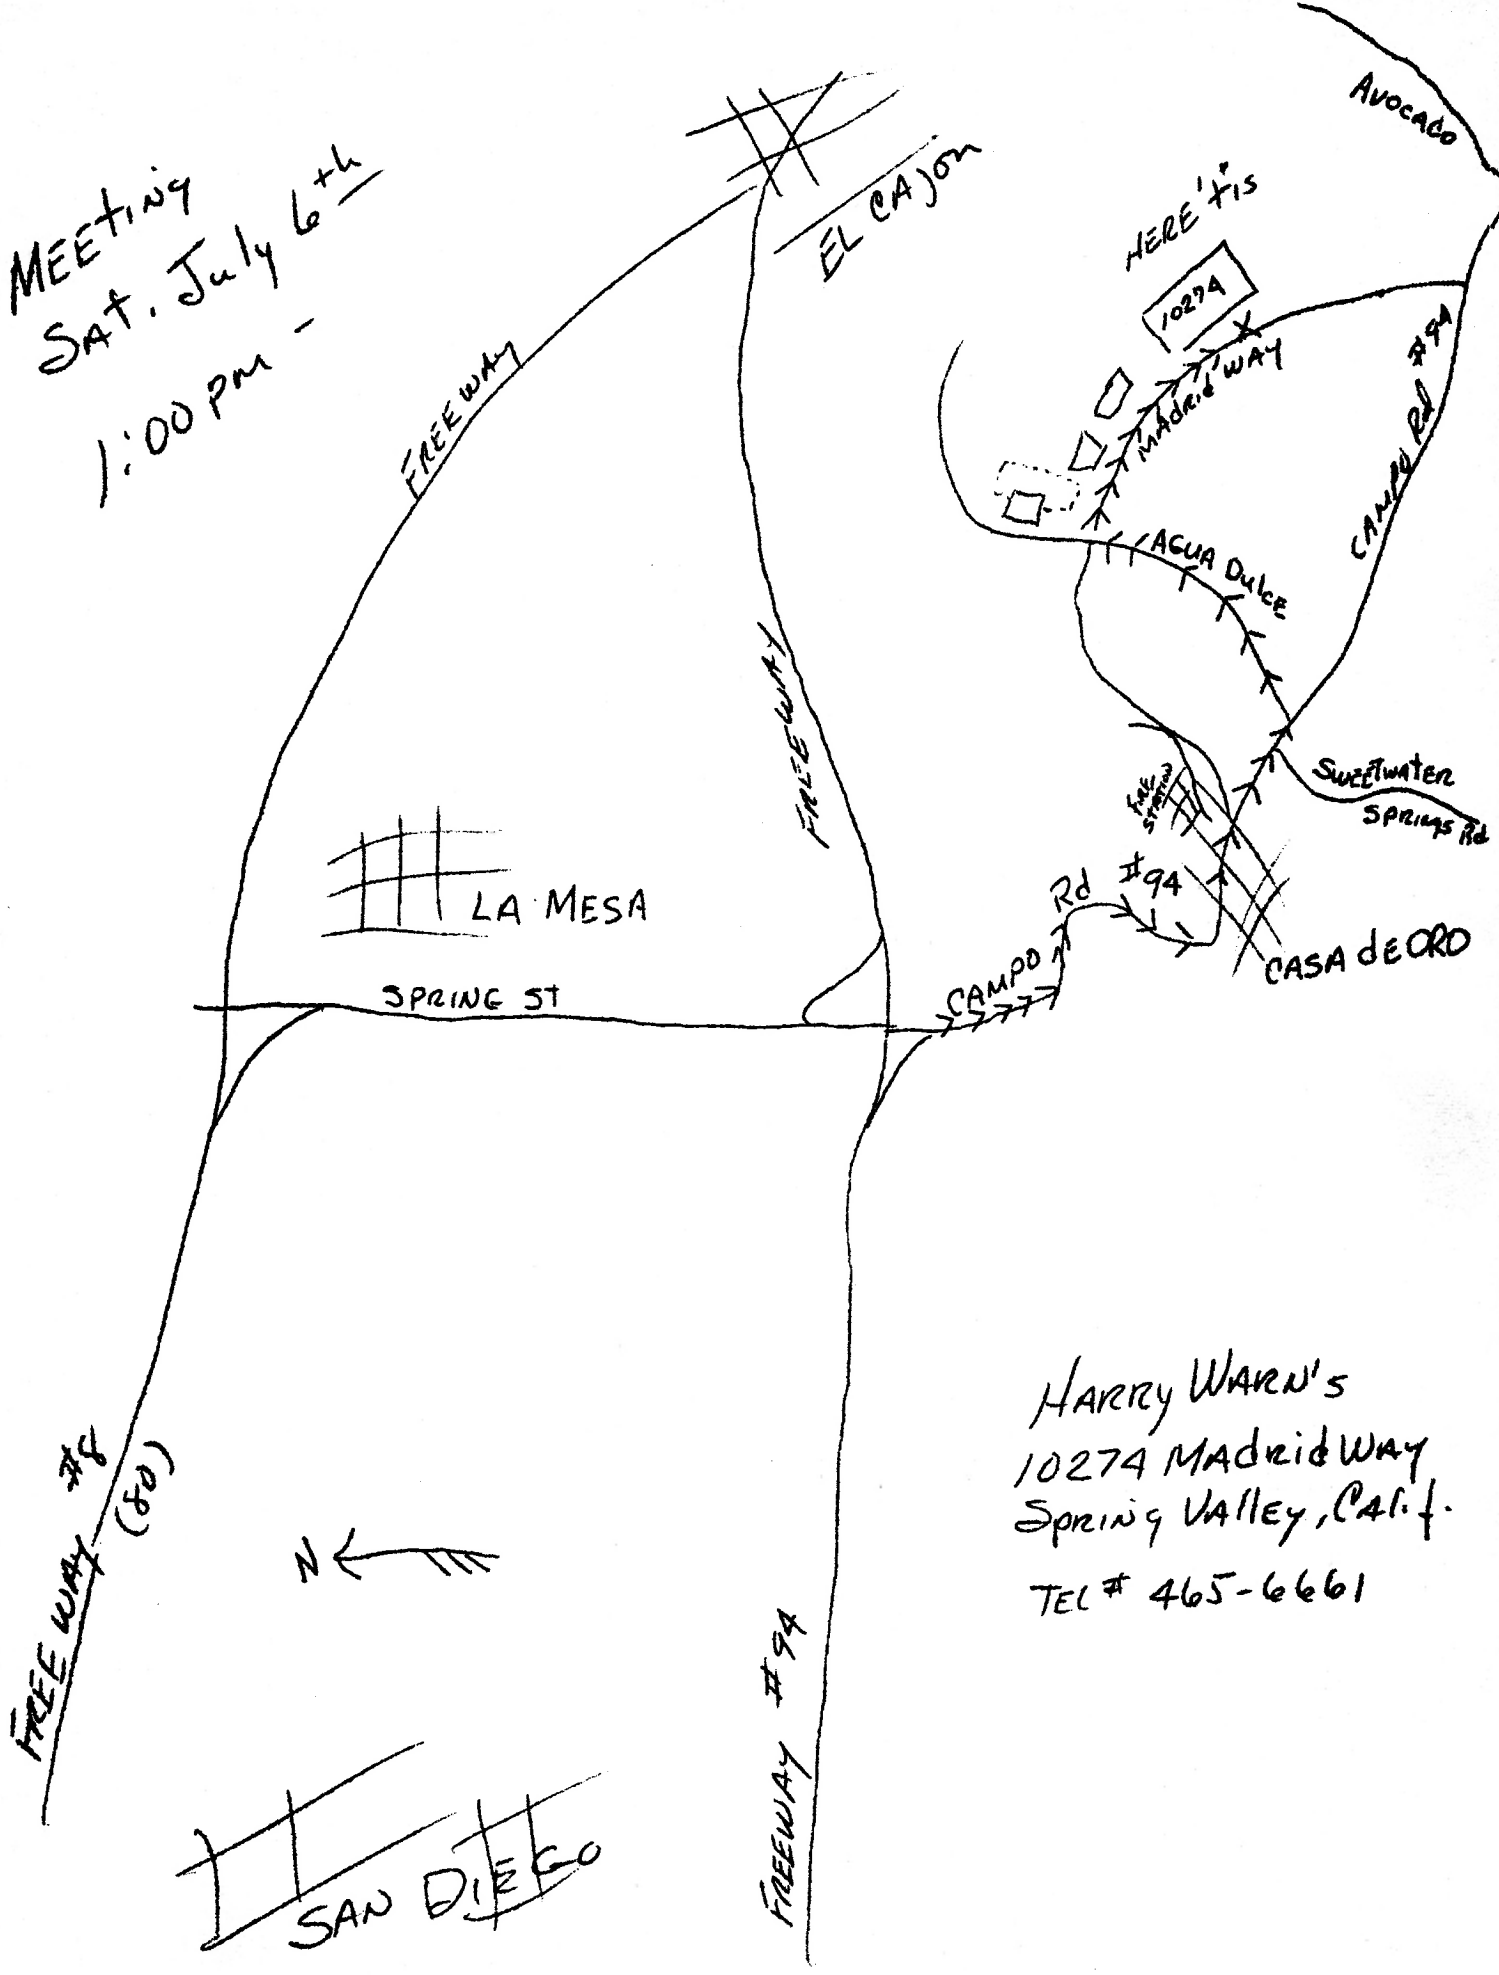 MEETING
SAT. July 6th
1:00 PM -
EL CAJON
AVOCADO
HERE 'tis
10274
MADRID WAY
CAMPO Rd #94
FREEWAY
AGUA DULCE
FREEWAY
SWEETWATER
SPRINGS Rd
FIRE
STATION
LA MESA
CAMPO Rd #94
CASA dE ORO
SPRING ST
HARRY WARN'S
10274 MADRID WAY
SPRING VALLEY, CALIF.
TEL # 465-6661
FREEWAY #8
(80)
N
FREEWAY #94
SAN DIEGO